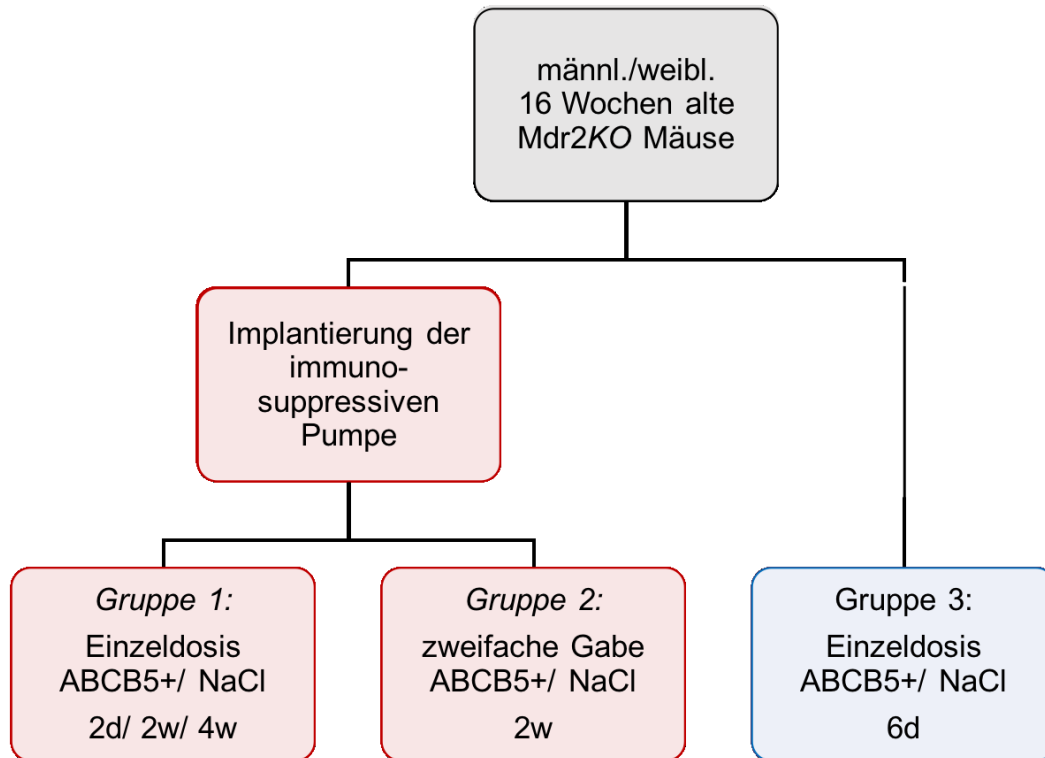 männl./weibl.
16 Wochen alte
Mdr2KO Mäuse
Implantierung der
immuno-
suppressiven
Pumpe
Gruppe 1:
Einzeldosis
ABCB5+/ NaCl
2d/ 2w/ 4w
Gruppe 2:
zweifache Gabe
ABCB5+/ NaCl
2w
Gruppe 3:
Einzeldosis
ABCB5+/ NaCl
6d